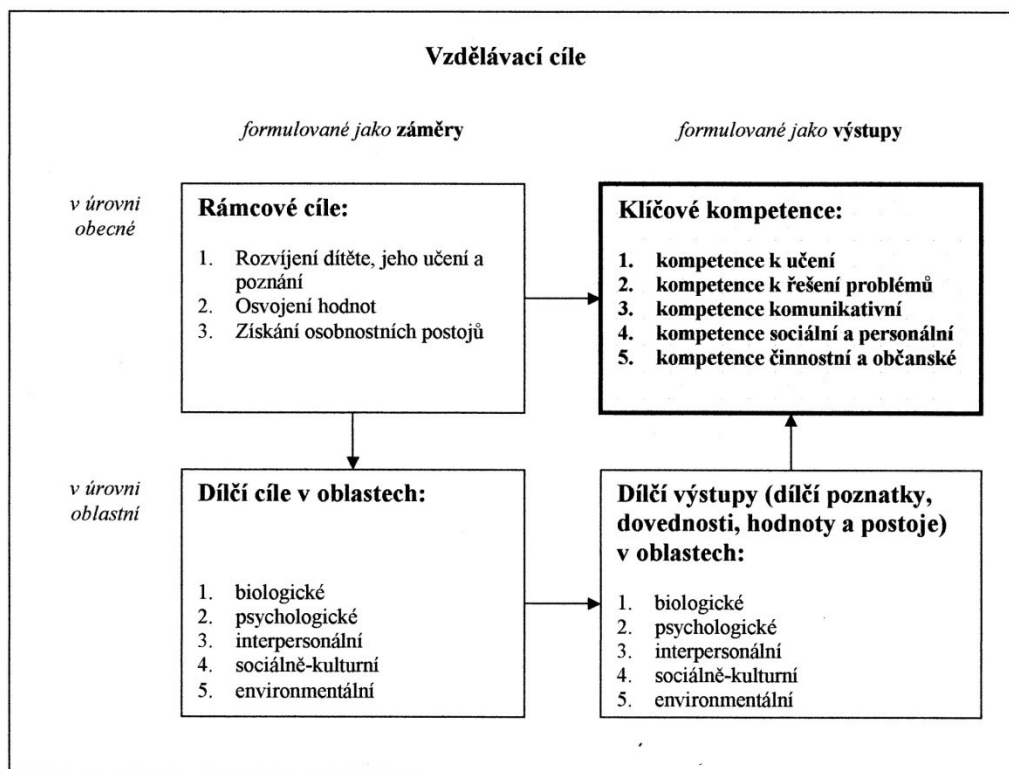 Vzdělávací cíle
formulované jako záměry
formulované jako výstupy
v úrovni
obecné
Rámcové cíle:
1. Rozvíjení dítěte, jeho učení a
poznání
2. Osvojení hodnot
3. Získání osobnostních postojů
Klíčové kompetence:
1. kompetence k učení
2. kompetence k řešení problémů
3. kompetence komunikativní
4. kompetence sociální a personální
5. kompetence činnostní a občanské
v úrovni
oblastní
Dílčí cíle v oblastech:
1. biologické
2. psychologické
3. interpersonální
4. sociálně-kulturní
5. environmentální
Dílčí výstupy (dílčí poznatky,
dovednosti, hodnoty a postoje)
v oblastech:
1. biologické
2. psychologické
3. interpersonální
4. sociálně-kulturní
5. environmentální